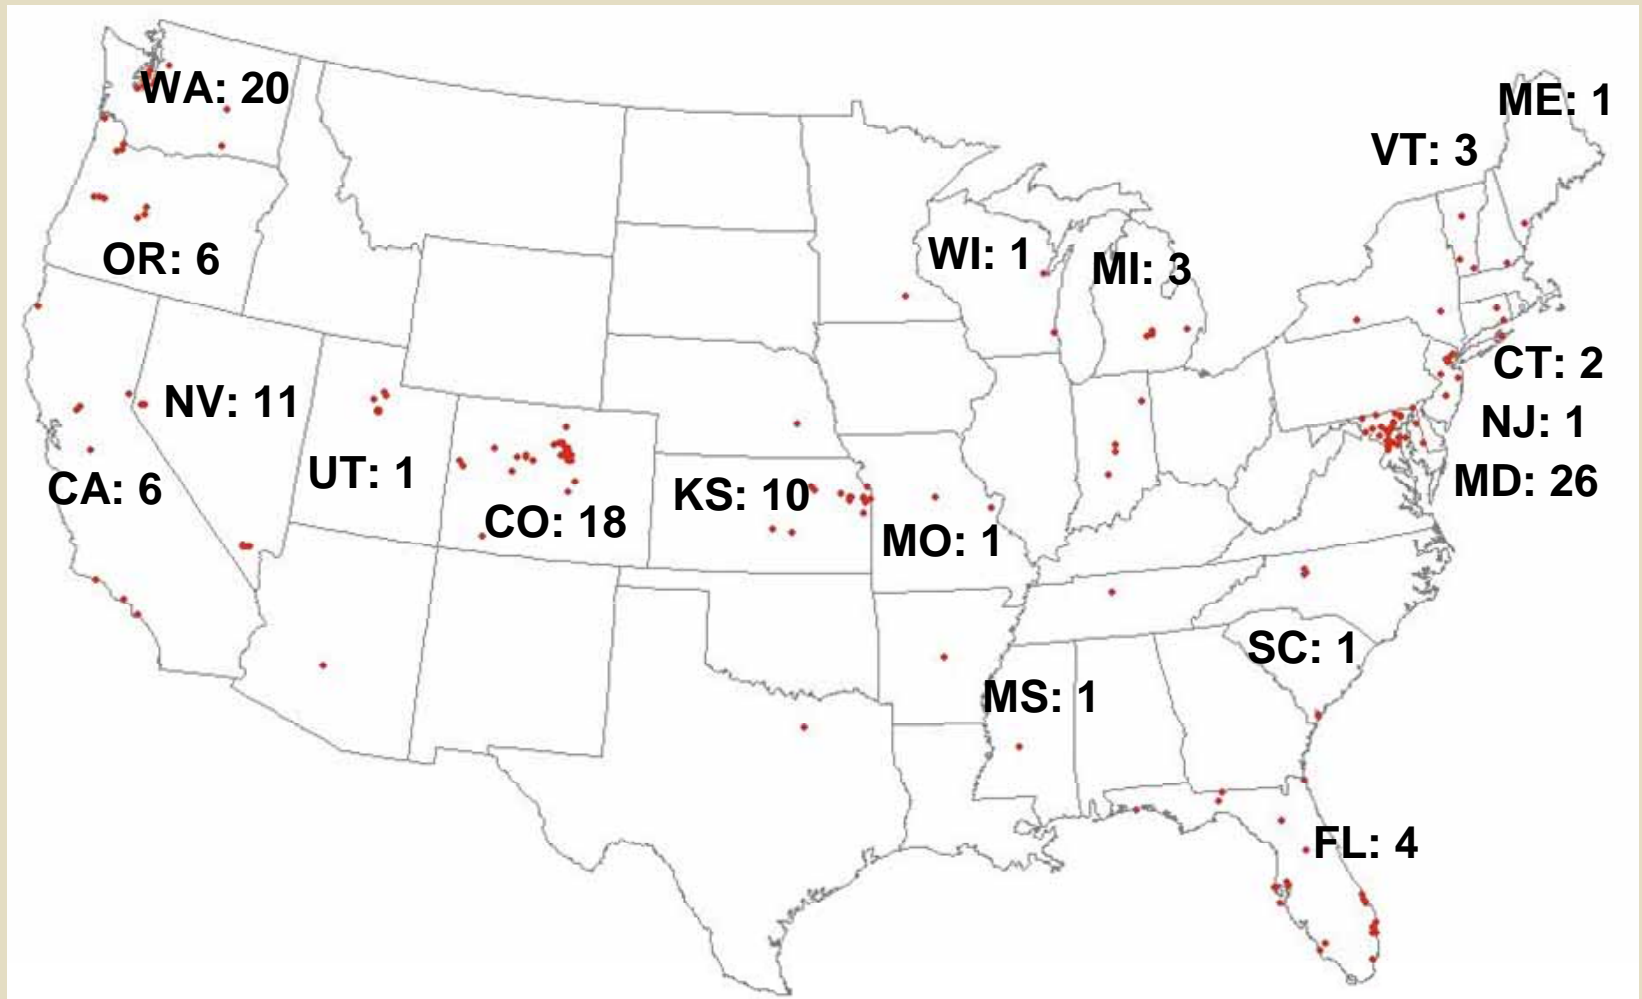 WA: 20
ME: 1
VT: 3
OR: 6
WI: 1
MI: 3
CT: 2
NV: 11
NJ: 1
UT: 1
CA: 6
KS: 10
MD: 26
CO: 18
MO: 1
SC: 1
MS: 1
FL: 4